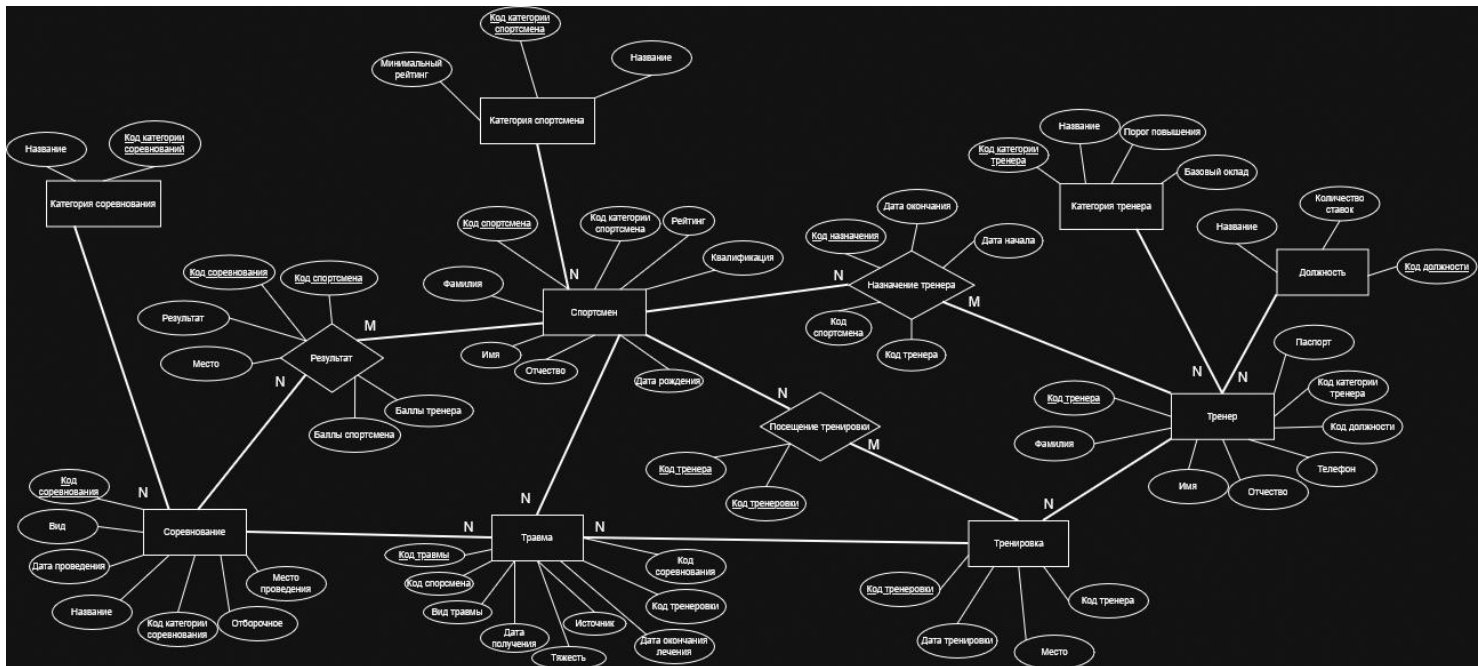 Код категории
спортсмена
Минимальный
рейтинг
Название
Категория спортсмена
Название
Код категории
соревнований
Категория соревнования
Код категории
тренера
Название
Порог повышения
Базовый оклад
Категория тренера
Количество
ставок
Название
Должность
Код должности
Код спортсмена
Код категории
спортсмена
Рейтинг
Квалификация
Фамилия
N
Спортсмен
Имя
Отчество
Дата рождения
Код назначения
Дата окончания
Дата начала
N
Назначение тренера
M
Код
спортсмена
Код тренера
Код соревнования
Код спортсмена
Результат
M
Место
Результат
N
Баллы тренера
Баллы спортсмена
N
Посещение тренировки
M
Код тренера
Код тренеровки
N
N
Паспорт
Код категории
тренера
Код тренера
Тренер
Код должности
Фамилия
Телефон
Имя
Отчество
Код
соревнования
N
Вид
Соревнование
Дата проведения
Место
проведения
Название
Код категории
соревнования
Отборочное
N
N
N
Травма
Код травмы
Код спорсмена
Вид травмы
Дата
получения
Тяжесть
Источник
Дата окончания
лечения
Код тренеровки
Код
соревнования
N
Тренировка
Код тренеровки
Код тренера
Дата тренировки
Место